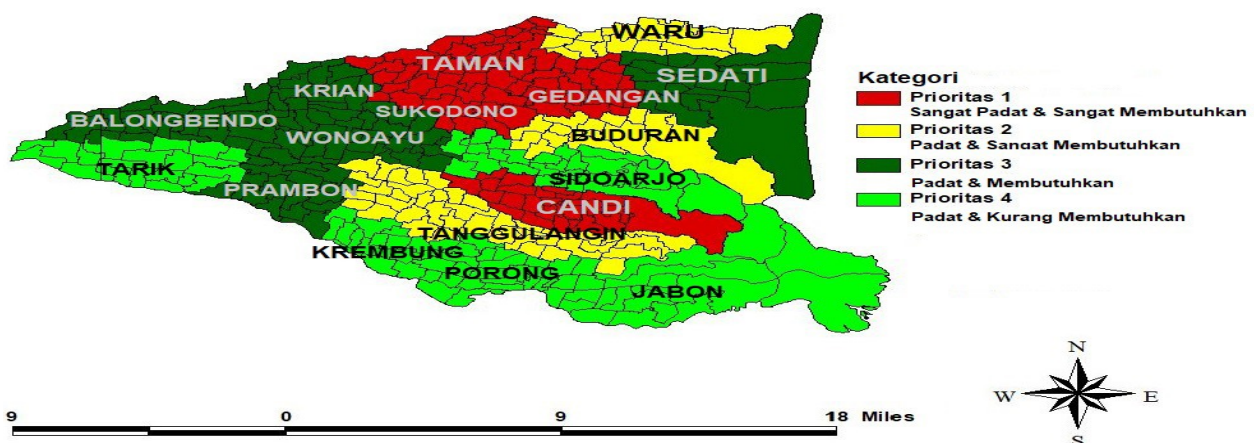 WARU
TAMAN
SEDATI
KRIAN
GEDANGAN
SUKODONO
BALONGBENDO
WONOAYU
BUDURAN
TARIK
SIDOARJO
PRAMBON
CANDI
TANGGULANGIN
KREMBUNG
PORONG
JABON
Kategori
Prioritas 1
Sangat Padat & Sangat Membutuhkan
Prioritas 2
Padat & Sangat Membutuhkan
Prioritas 3
Padat & Membutuhkan
Prioritas 4
Padat & Kurang Membutuhkan
N
W E
S
9 0 9 18 Miles